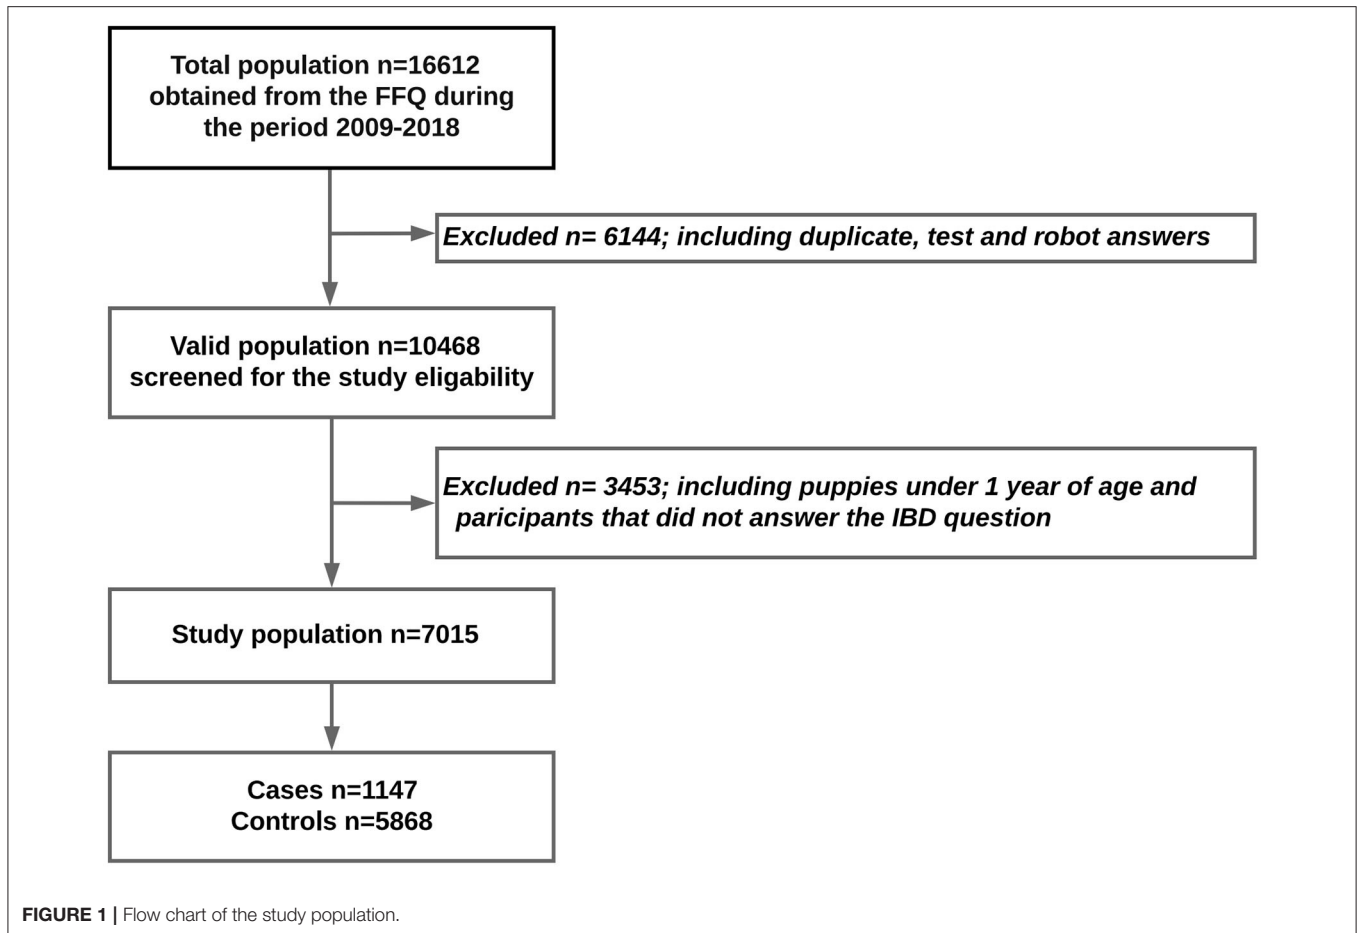 Total population n=16612
obtained from the FFQ during
the period 2009-2018
Excluded n= 6144; including duplicate, test and robot answers
Valid population n=10468
screened for the study eligability
Excluded n= 3453; including puppies under 1 year of age and
paricipants that did not answer the IBD question
Study population n=7015
Cases n=1147
Controls n=5868
FIGURE 1 | Flow chart of the study population.